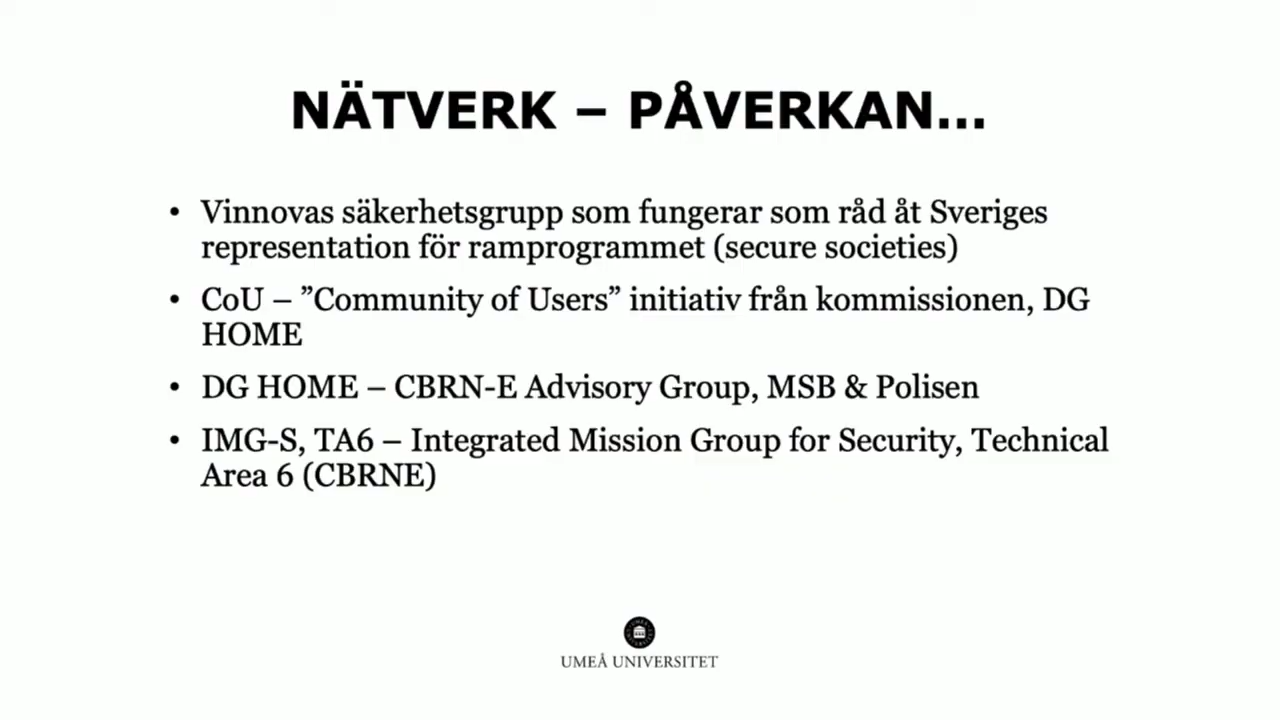 NÄTVERK – PÅVERKAN...
• Vinnovas säkerhetsgrupp som fungerar som råd åt Sveriges
representation för ramprogrammet (secure societies)
• CoU – ”Community of Users” initiativ från kommissionen, DG
HOME
• DG HOME – CBRN-E Advisory Group, MSB & Polisen
• IMG-S, TA6 – Integrated Mission Group for Security, Technical
Area 6 (CBRNE)
UMEÅ UNIVERSITET